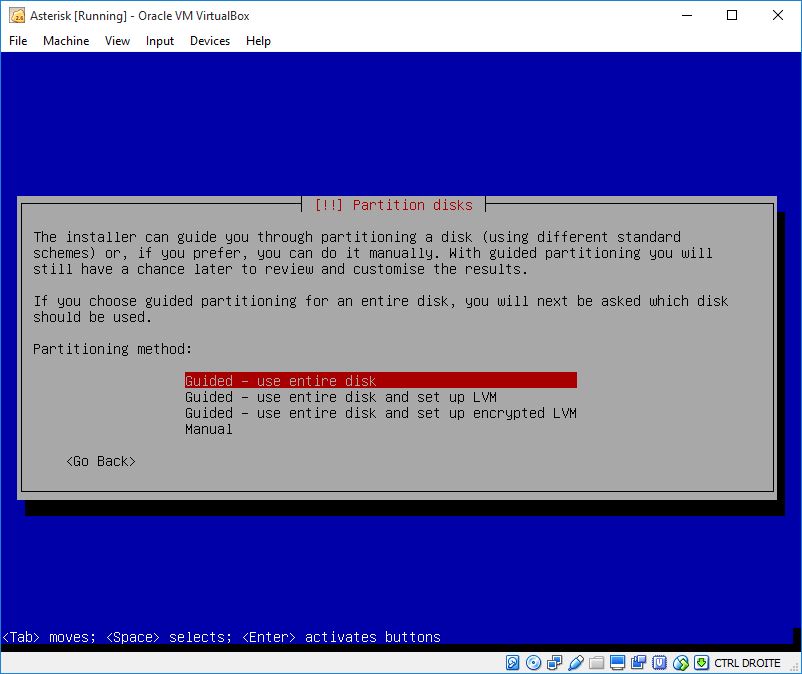 Asterisk [Running] - Oracle VM VirtualBox
File Machine View Input Devices Help
[!!] Partition disks
The installer can guide you through partitioning a disk (using different standard
schemes) or, if you prefer, you can do it manually. With guided partitioning you will
still have a chance later to review and customise the results.
If you choose guided partitioning for an entire disk, you will next be asked which disk
should be used.
Partitioning method:
Guided - use entire disk
Guided - use entire disk and set up LVM
Guided - use entire disk and set up encrypted LVM
Manual
<Go Back>
<Tab> moves; <Space> selects; <Enter> activates buttons
CTRL DROITE